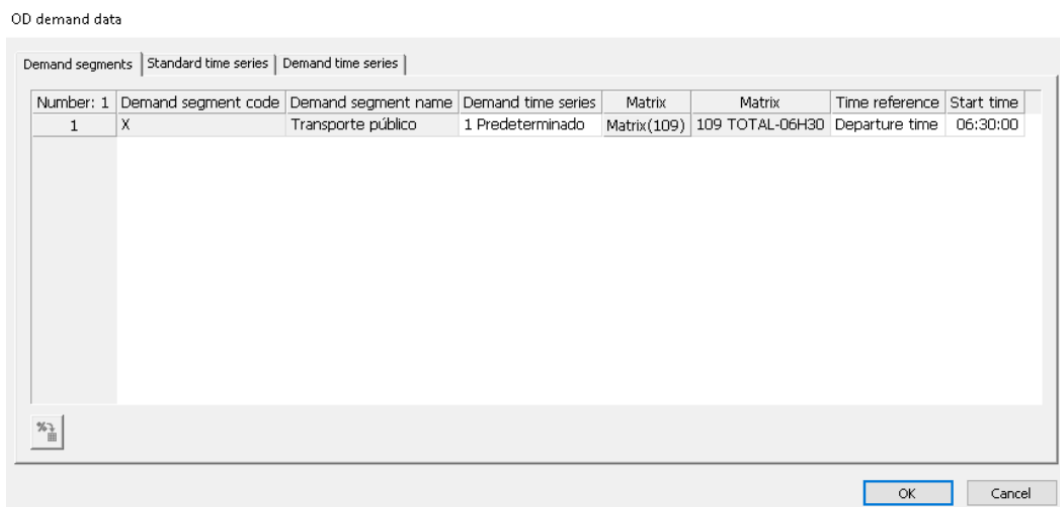 OD demand data
Demand segments Standard time series Demand time series
Number: 1 Demand segment code Demand segment name Demand time series Matrix Matrix Time reference Start time
1 X Transporte público 1 Predeterminado Matrix(109) 109 TOTAL-06H30 Departure time 06:30:00
%
OK Cancel